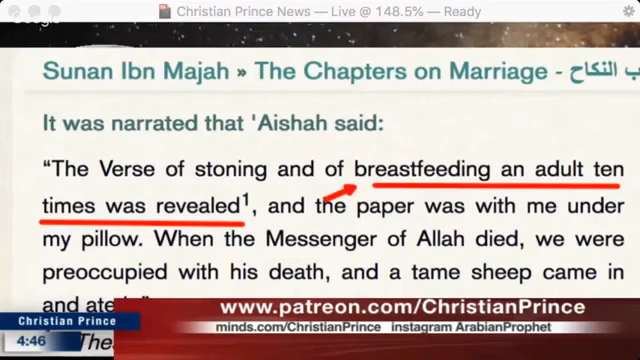 Christian Prince News — Live @ 148.5% — Ready
Sunan Ibn Majah » The Chapters on Marriage - ب النكاح
It was narrated that 'Aishah said:
“The Verse of stoning and of breastfeeding an adult ten
times was revealed1, and the paper was with me under
my pillow. When the Messenger of Allah died, we were
preoccupied with his death, and a tame sheep came in
and ate
www.patreon.com/ChristianPrince
Christian Prince
minds.com/ChristianPrince instagram ArabianProphet
4:46